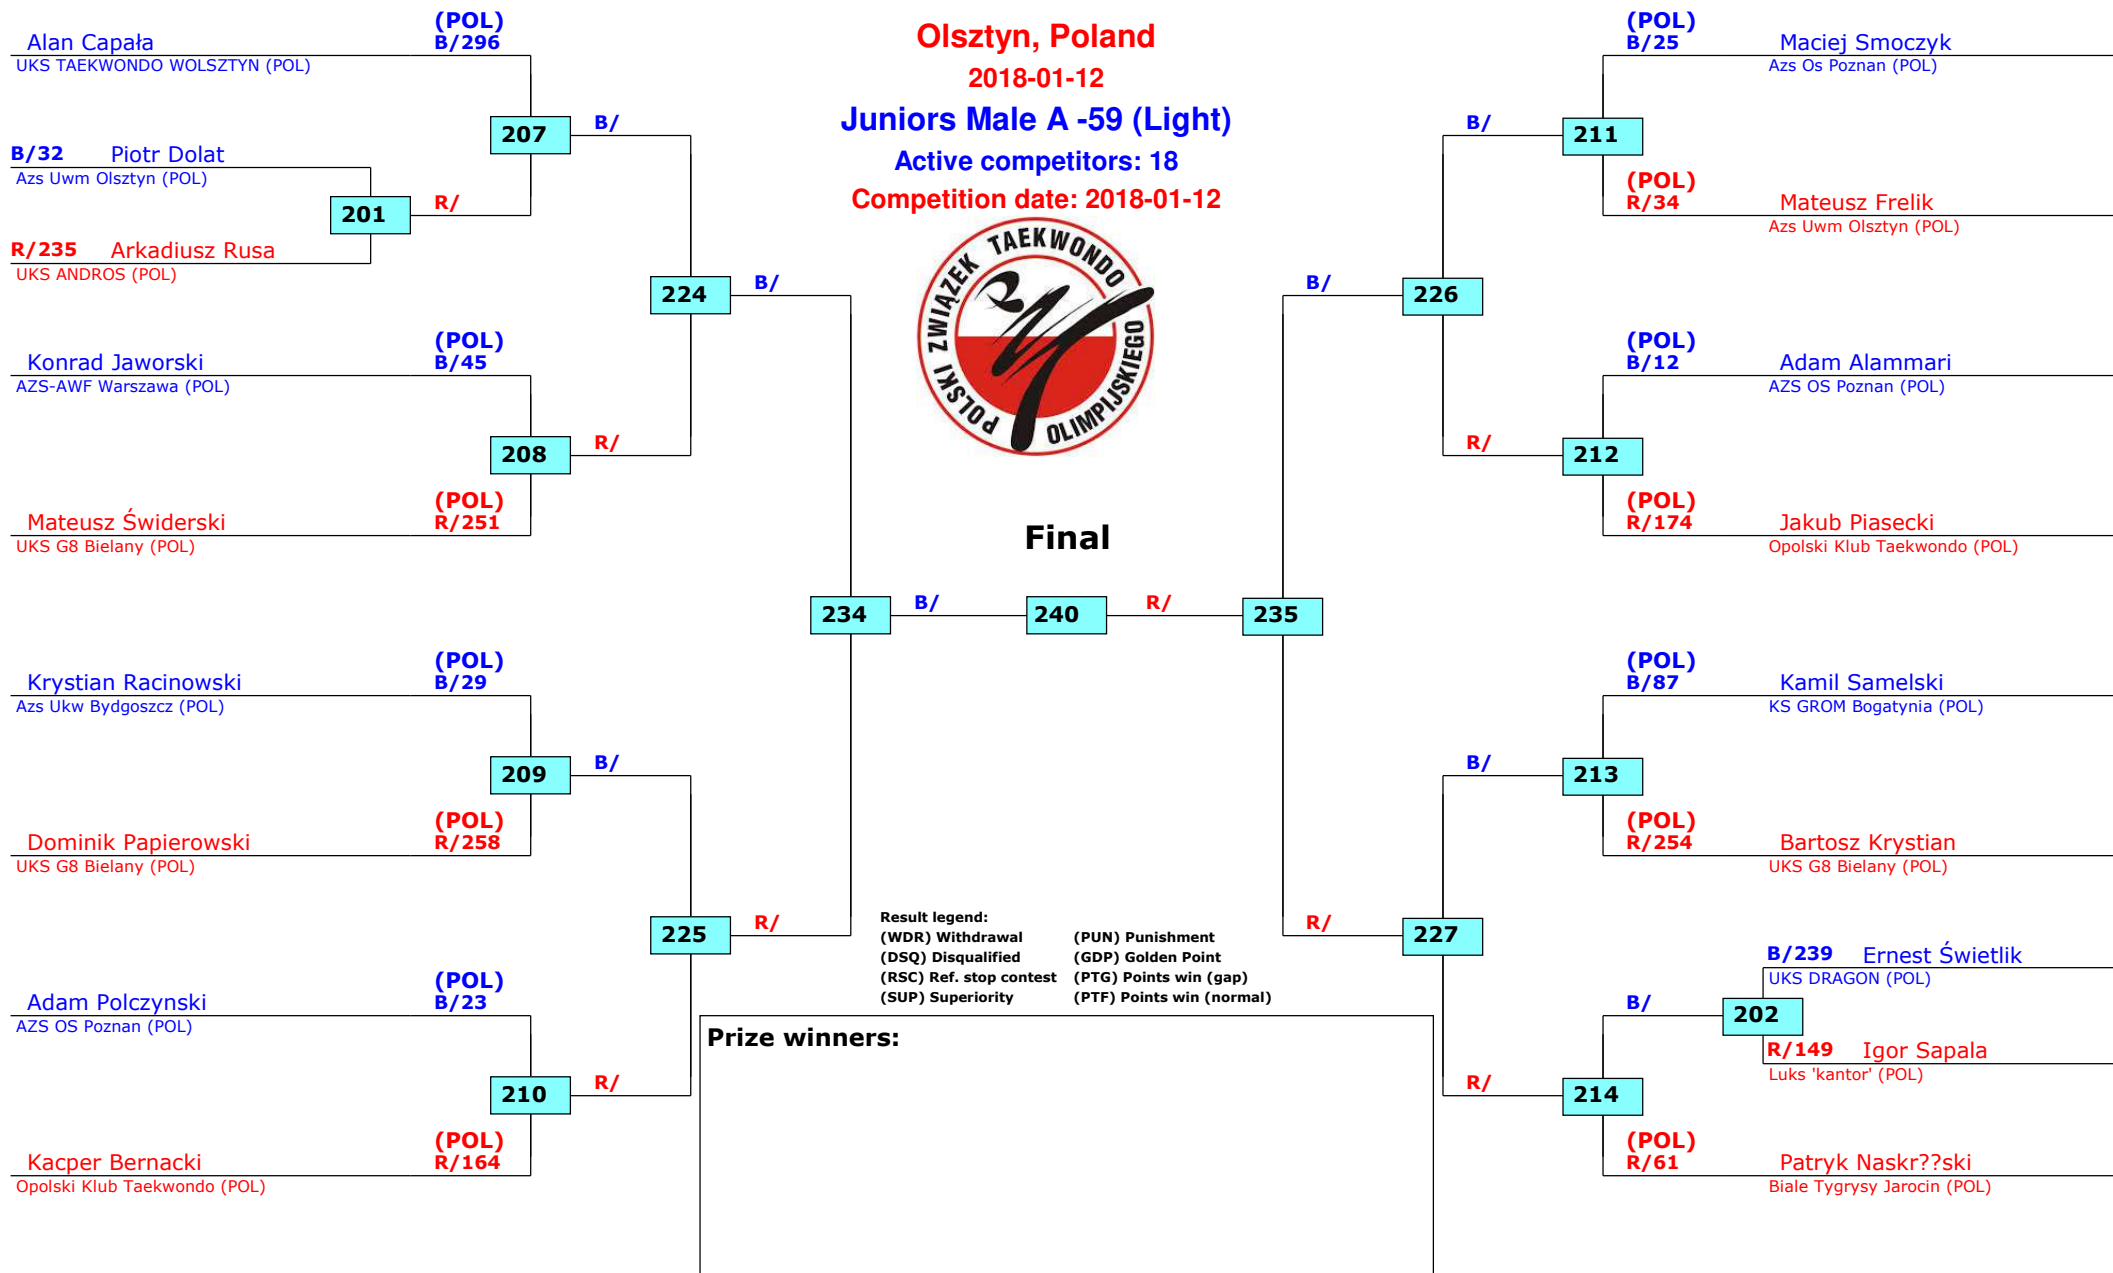 Olsztyn, Poland
2018-01-12
Juniors Male A -59 (Light)
Active competitors: 18
Competition date: 2018-01-12
POLSKI ZWIĄZEK TAEKWONDO OLIMPIJSKIEGO
Alan Capała
(POL)
B/296
UKS TAEKWONDO WOLSZTYN (POL)
207
B/
B/32 Piotr Dolat
Azs Uwm Olsztyn (POL)
201
R/
R/235 Arkadiusz Rusa
UKS ANDROS (POL)
224
B/
Konrad Jaworski
(POL)
B/45
AZS-AWF Warszawa (POL)
208
R/
Mateusz Świderski
(POL)
R/251
UKS G8 Bielany (POL)
Final
234
B/
240
R/
235
Krystian Racinowski
(POL)
B/29
Azs Ukw Bydgoszcz (POL)
209
B/
Dominik Papierowski
(POL)
R/258
UKS G8 Bielany (POL)
225
R/
Adam Polczynski
(POL)
B/23
AZS OS Poznan (POL)
210
R/
Kacper Bernacki
(POL)
R/164
Opolski Klub Taekwondo (POL)
(POL)
B/25 Maciej Smoczyk
Azs Os Poznan (POL)
B/
211
(POL)
R/34 Mateusz Frelik
Azs Uwm Olsztyn (POL)
B/
226
(POL)
B/12 Adam Alammari
AZS OS Poznan (POL)
R/
212
(POL)
R/174 Jakub Piasecki
Opolski Klub Taekwondo (POL)
(POL)
B/87 Kamil Samelski
KS GROM Bogatynia (POL)
B/
213
(POL)
R/254 Bartosz Krystian
UKS G8 Bielany (POL)
R/
227
B/239 Ernest Świetlik
UKS DRAGON (POL)
B/
202
R/149 Igor Sapala
Luks 'kantor' (POL)
R/
214
(POL)
R/61 Patryk Naskr??ski
Biale Tygrysy Jarocin (POL)
Result legend:
(WDR) Withdrawal (PUN) Punishment
(DSQ) Disqualified (GDP) Golden Point
(RSC) Ref. stop contest (PTG) Points win (gap)
(SUP) Superiority (PTF) Points win (normal)
Prize winners: